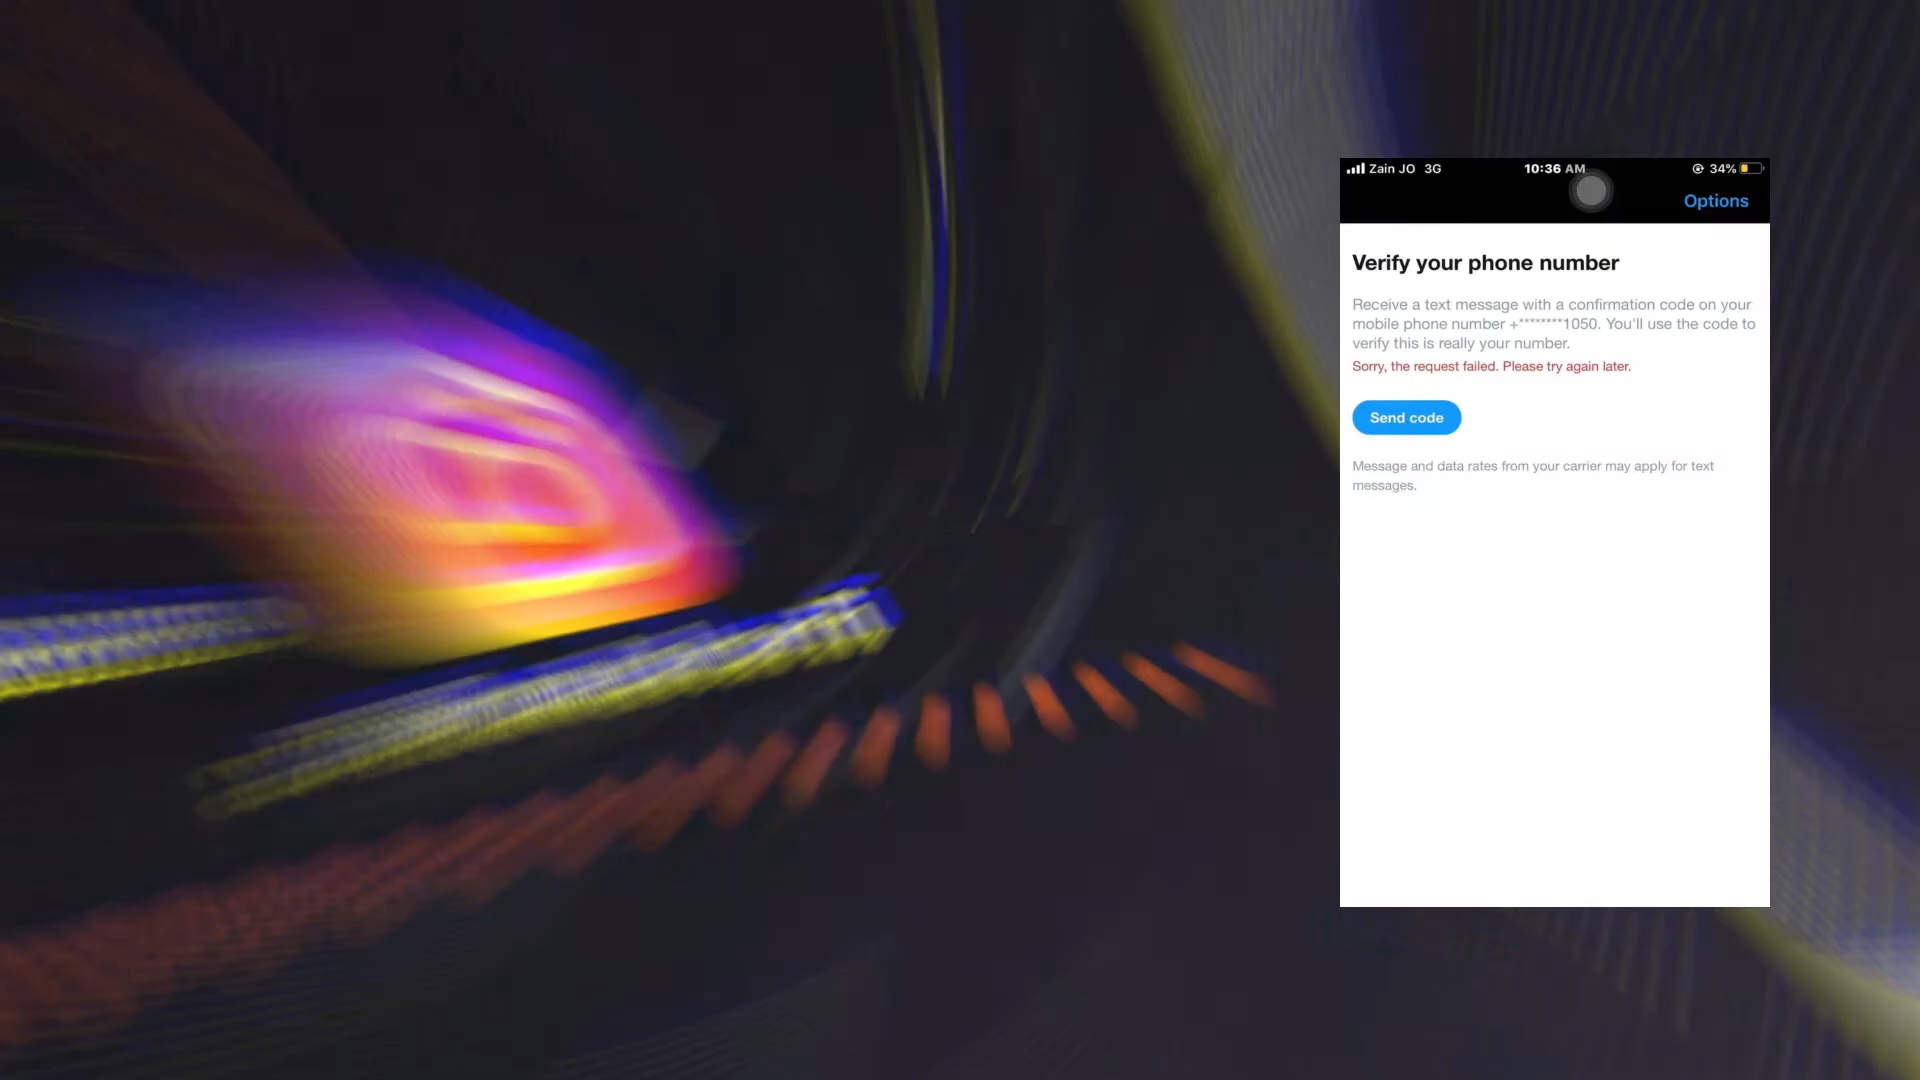 Zain JO 3G 10:36 AM 34%
Options
Verify your phone number
Receive a text message with a confirmation code on your
mobile phone number +********1050. You'll use the code to
verify this is really your number.
Sorry, the request failed. Please try again later.
Send code
Message and data rates from your carrier may apply for text
messages.